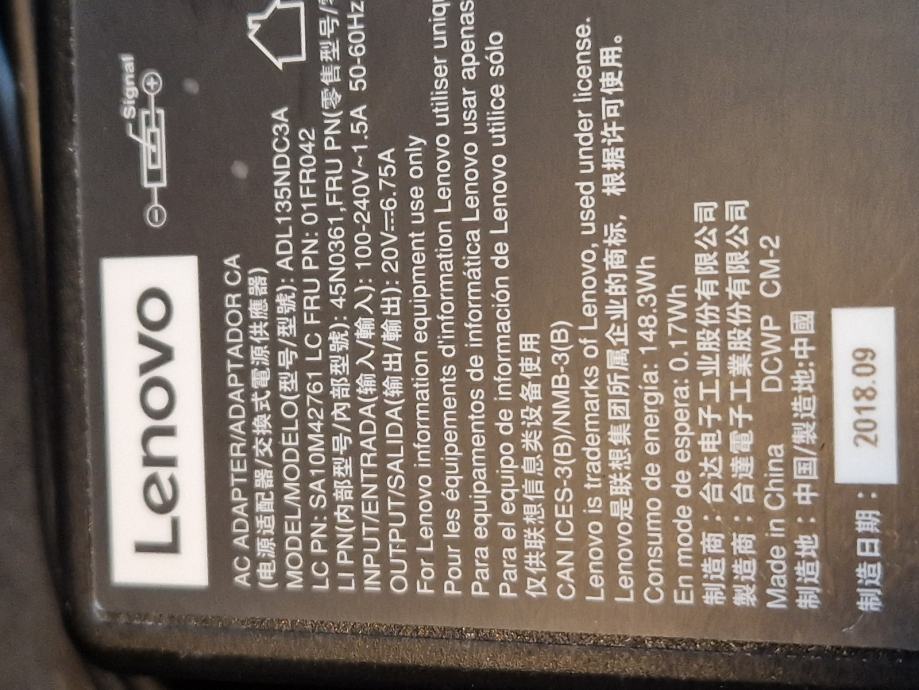 Lenovo
Signal
AC ADAPTER/ADAPTADOR CA
(电源适配器/交換式電源供應器)
MODEL/MODELO(型号/型號): ADL135NDC3A
LC PN: SA10M42761 LC FRU PN: 01FR042
LI PN(内部型号/內部型號): 45N0361,FRU PN(零售型号/
INPUT/ENTRADA(输入/輸入): 100-240V~1.5A 50-60Hz
OUTPUT/SALIDA(输出/輸出): 20V⎓6.75A
For Lenovo information equipment use only
Pour les équipements d'information Lenovo utiliser
Para equipamentos de informática Lenovo usar apenas
Para el equipo de información de Lenovo utilice sólo
仅供联想信息类设备使用
CAN ICES-3(B)/NMB-3(B)
Lenovo is trademarks of Lenovo, used under license.
Lenovo是联想集团所属企业的商标，根据许可使用。
Consumo de energía: 148.3Wh
En modo de espera: 0.17Wh
制造商：台达电子工业股份有限公司
製造商：台達電子工業股份有限公司
Made in China DCWP CM-2
制造地：中国/製造地:中國
制造日期：2018.09